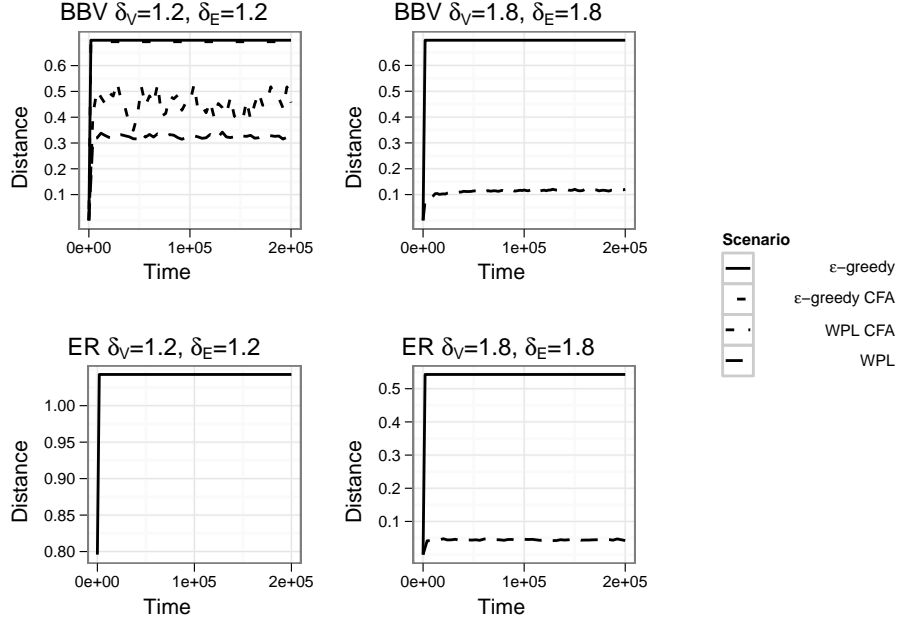 BBV δV=1.2, δE=1.2
0.6
0.5
0.4
0.3
0.2
0.1
Distance
0e+00 1e+05 2e+05
Time
BBV δV=1.8, δE=1.8
0.6
0.5
0.4
0.3
0.2
0.1
Distance
0e+00 1e+05 2e+05
Time
ER δV=1.2, δE=1.2
1.00
0.95
0.90
0.85
0.80
Distance
0e+00 1e+05 2e+05
Time
ER δV=1.8, δE=1.8
0.5
0.4
0.3
0.2
0.1
Distance
0e+00 1e+05 2e+05
Time
Scenario
ε−greedy
ε−greedy CFA
WPL CFA
WPL